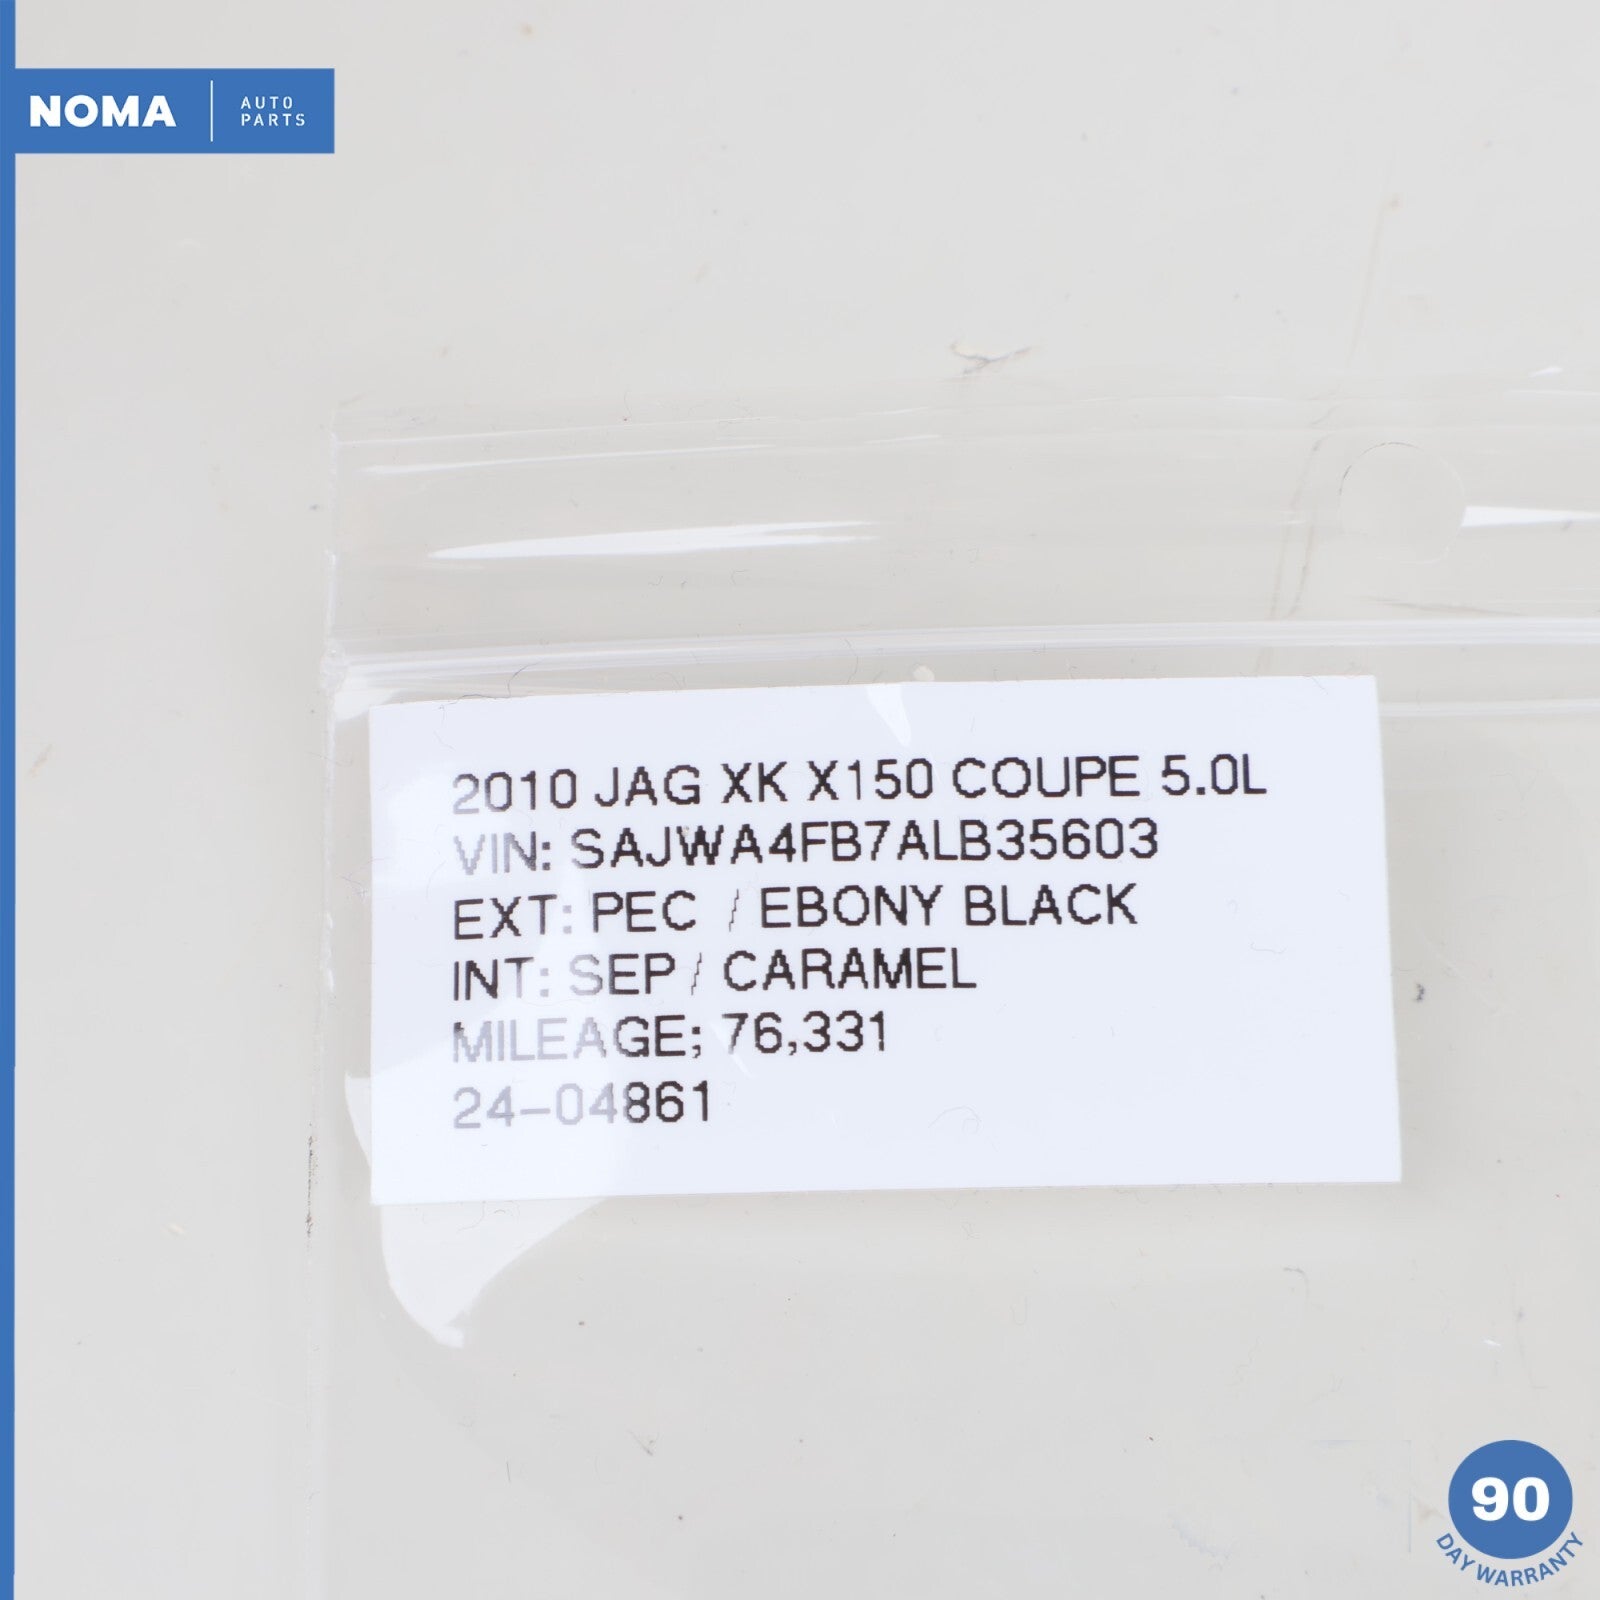 NOMA
AUTO
PARTS
2010 JAG XK X150 COUPE 5.0L
VIN: SAJWA4FB7ALB35603
EXT: PEC / EBONY BLACK
INT: SEP / CARAMEL
MILEAGE; 76,331
24-04861
90
DAY WARRANTY